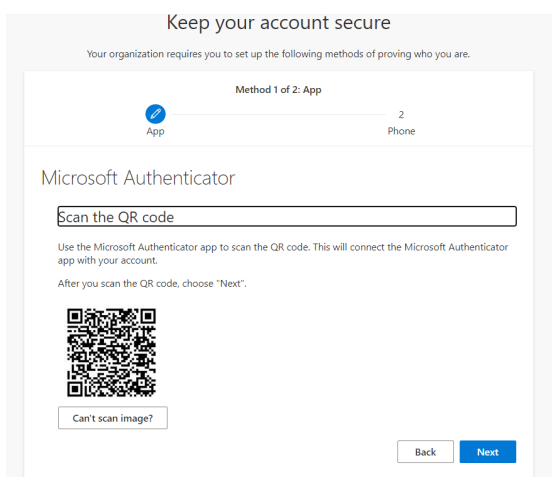 Keep your account secure
Your organization requires you to set up the following methods of proving who you are.
Method 1 of 2: App
App
2
Phone
Microsoft Authenticator
Scan the QR code
Use the Microsoft Authenticator app to scan the QR code. This will connect the Microsoft Authenticator
app with your account.
After you scan the QR code, choose "Next".
Can't scan image?
Back
Next